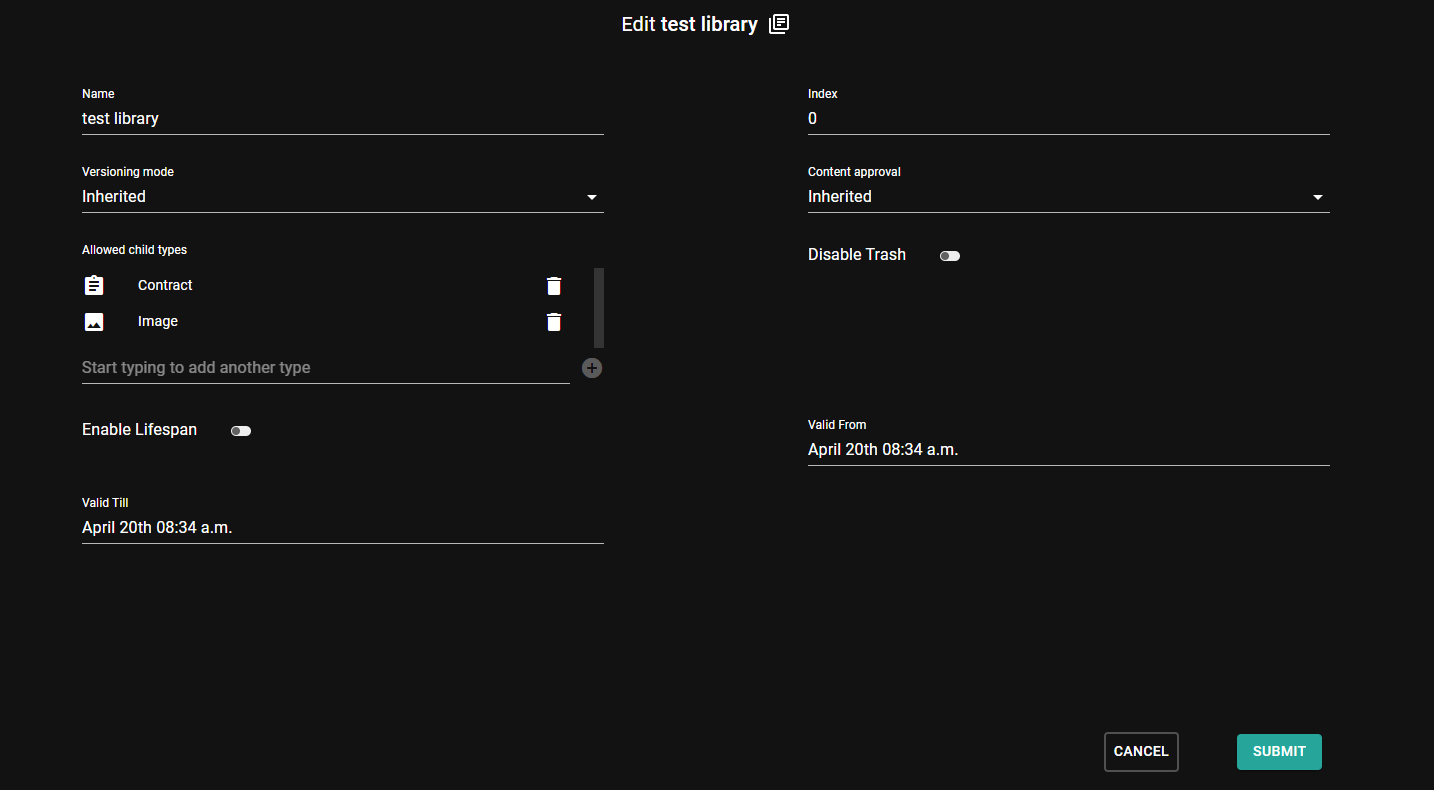 Edit test library
Name
test library
Index
0
Versioning mode
Inherited
Content approval
Inherited
Allowed child types
Contract
Image
Start typing to add another type
Disable Trash
Enable Lifespan
Valid From
April 20th 08:34 a.m.
Valid Till
April 20th 08:34 a.m.
CANCEL
SUBMIT